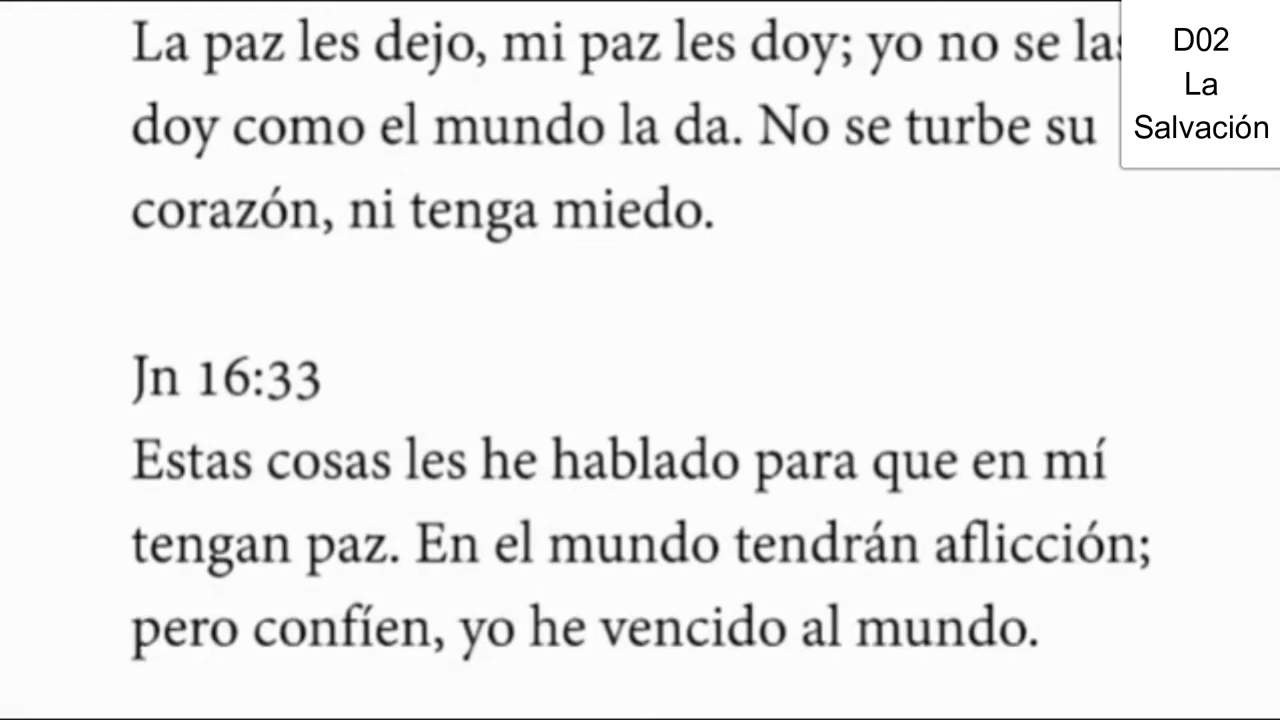 La paz les dejo, mi paz les doy; yo no se
doy como el mundo la da. No se turbe su
corazón, ni tenga miedo.
Jn 16:33
Estas cosas les he hablado para que en mí
tengan paz. En el mundo tendrán aflicción;
pero confíen, yo he vencido al mundo.
D02
La
Salvación